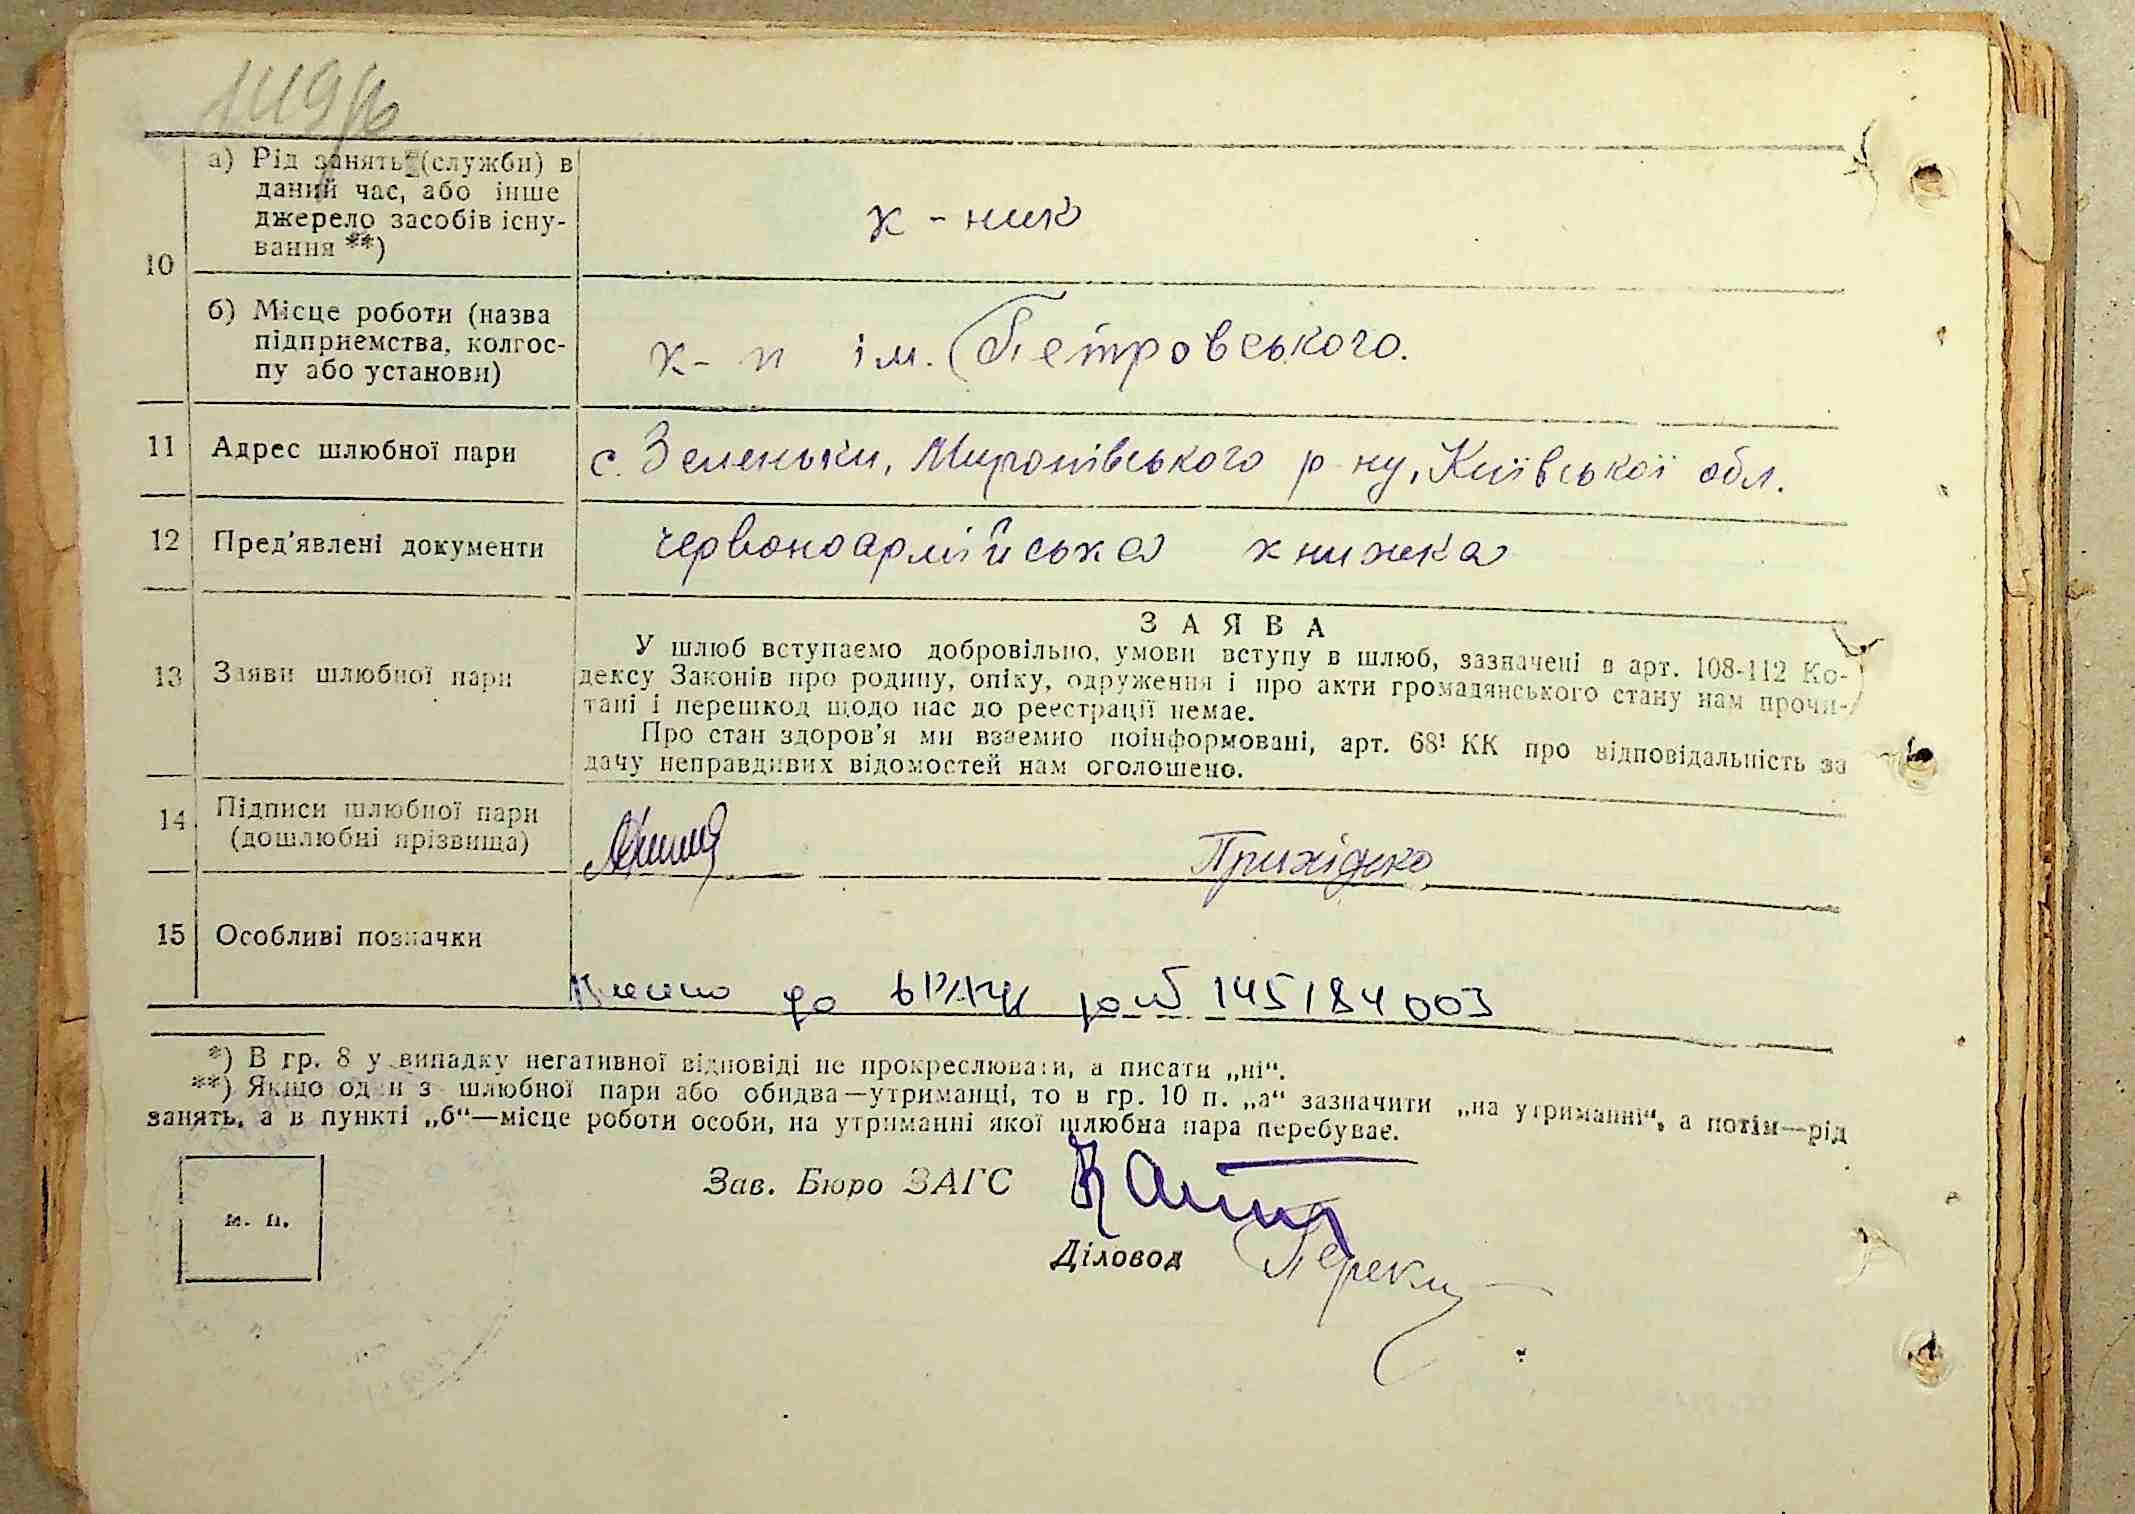 а) Рід занять (служби) в
даний час, або інше
джерело засобів існу-
вання **)
к - ник
10
б) Місце роботи (назва
підприємства, колгос-
пу або установи)
к-п ім. Петровського.
11 Адрес шлюбної пари с. Зеленьки, Миронівського р-ну, Київської обл.
12 Пред'явлені документи червоноармійська книжка
ЗАЯВА
13 Заяви шлюбної пари
У шлюб вступаємо добровільно, умови вступу в шлюб, зазначені в арт. 108-112 Ко-
дексу Законів про родину, опіку, одруження і про акти громадянського стану нам прочи-
тані і перешкод щодо нас до реєстрації немає.
Про стан здоров'я ми взаємно поінформовані, арт. 68¹ КК про відповідальність за
дачу неправдивих відомостей нам оголошено.
14 Підписи шлюбної пари
(дошлюбні прізвища)
Прихідько
15 Особливі позначки
до 145184003
*) В гр. 8 у випадку негативної відповіді не прокреслювати, а писати „ні“.
**) Якщо один з шлюбної пари або обидва—утриманці, то в гр. 10 п. „а“ зазначити „на утриманні“, а потім—рід
занять, а в пункті „б“—місце роботи особи, на утриманні якої шлюбна пара перебуває.
Зав. Бюро ЗАГС
м. п.
Діловод